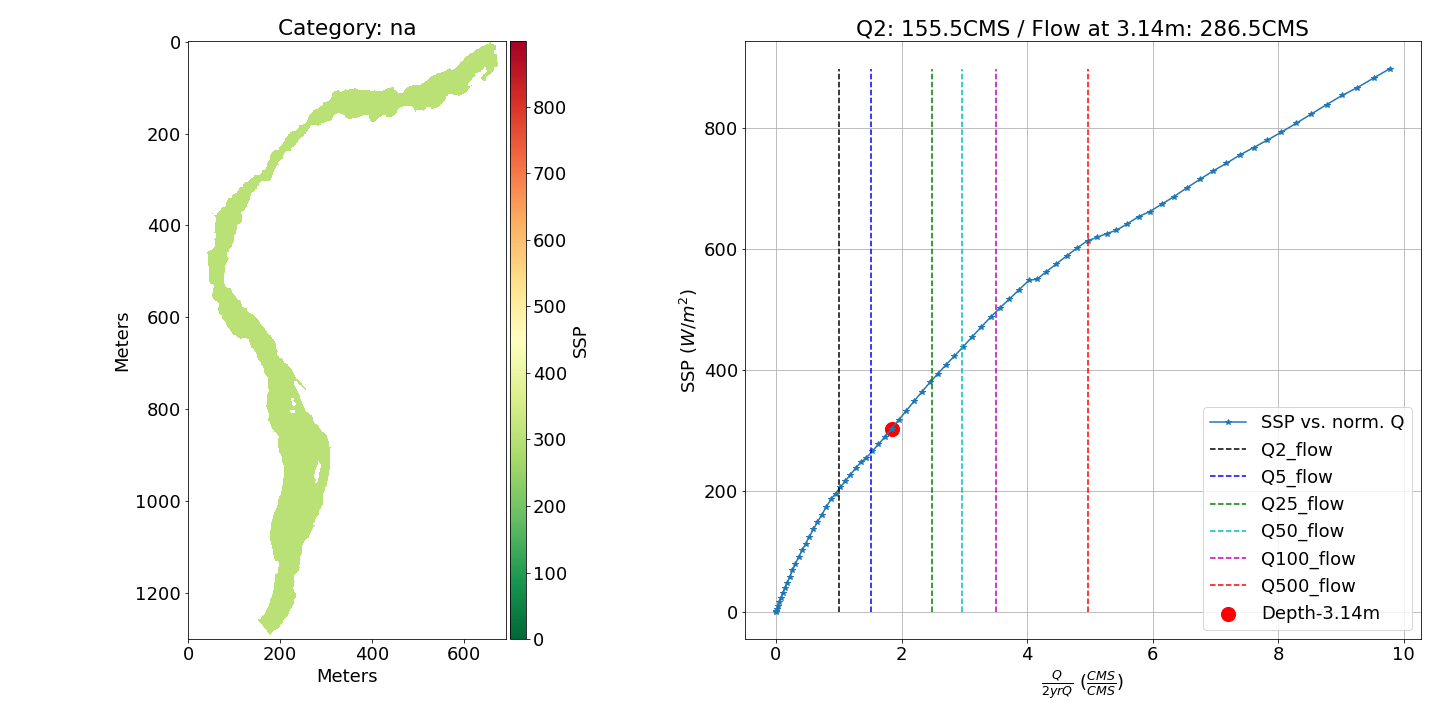 Category: na
0
200
400
600
800
1000
1200
Meters
0
200
400
600
Meters
800
700
600
500
400
300
200
100
0
SSP
Q2: 155.5CMS / Flow at 3.14m: 286.5CMS
800
600
400
200
0
SSP (W/m²)
0
2
4
6
8
10
Q/2yrQ (CMS/CMS)
SSP vs. norm. Q
Q2_flow
Q5_flow
Q25_flow
Q50_flow
Q100_flow
Q500_flow
Depth-3.14m